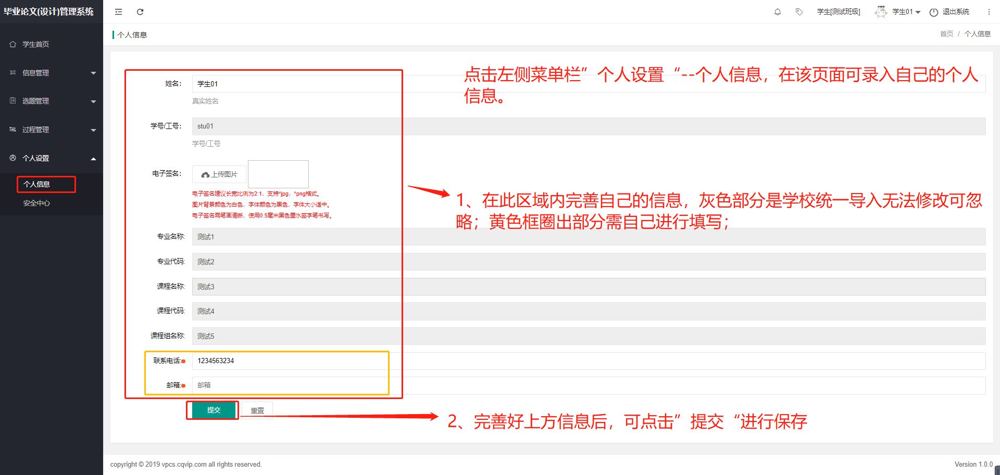 毕业论文(设计)管理系统
学生[测试班级]
学生01
退出系统
个人信息
首页 / 个人信息
学生首页
信息管理
选题管理
过程管理
个人设置
个人信息
安全中心
点击左侧菜单栏”个人设置“--个人信息，在该页面可录入自己的个人
信息。
姓名：
学生01
真实姓名
学号/工号：
stu01
学号/工号
电子签名：
上传图片
电子签名建议长宽比例为2:1，支持*jpg，*png格式。
图片背景颜色为白色，字体颜色为黑色，字体大小适中。
电子签名需笔画清晰，使用0.5毫米黑色墨水签字笔书写。
1、在此区域内完善自己的信息，灰色部分是学校统一导入无法修改可忽
略；黄色框圈出部分需自己进行填写；
专业名称:
测试1
专业代码:
测试2
课程名称:
测试3
课程代码:
测试4
课程组名称:
测试5
联系电话:
1234563234
邮箱:
邮箱
提交
重置
2、完善好上方信息后，可点击”提交“进行保存
copyright © 2019 vpcs.cqvip.com all rights reserved.
Version 1.0.0